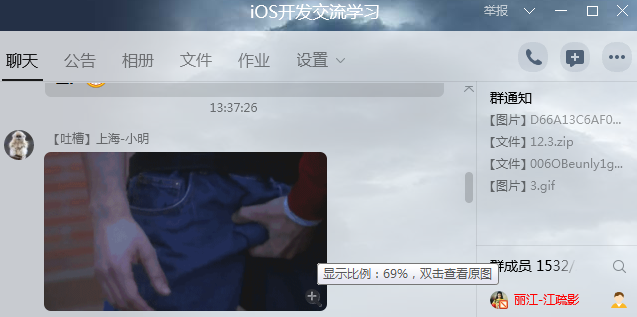 iOS开发交流学习
举报
聊天 公告 相册 文件 作业 设置
13:37:26
【吐槽】上海-小明
显示比例：69%，双击查看原图
群通知
【图片】D66A13C6AF0...
【文件】12.3.zip
【文件】006OBeunly1g...
【图片】3.gif
群成员 1532/
丽江-江疏影